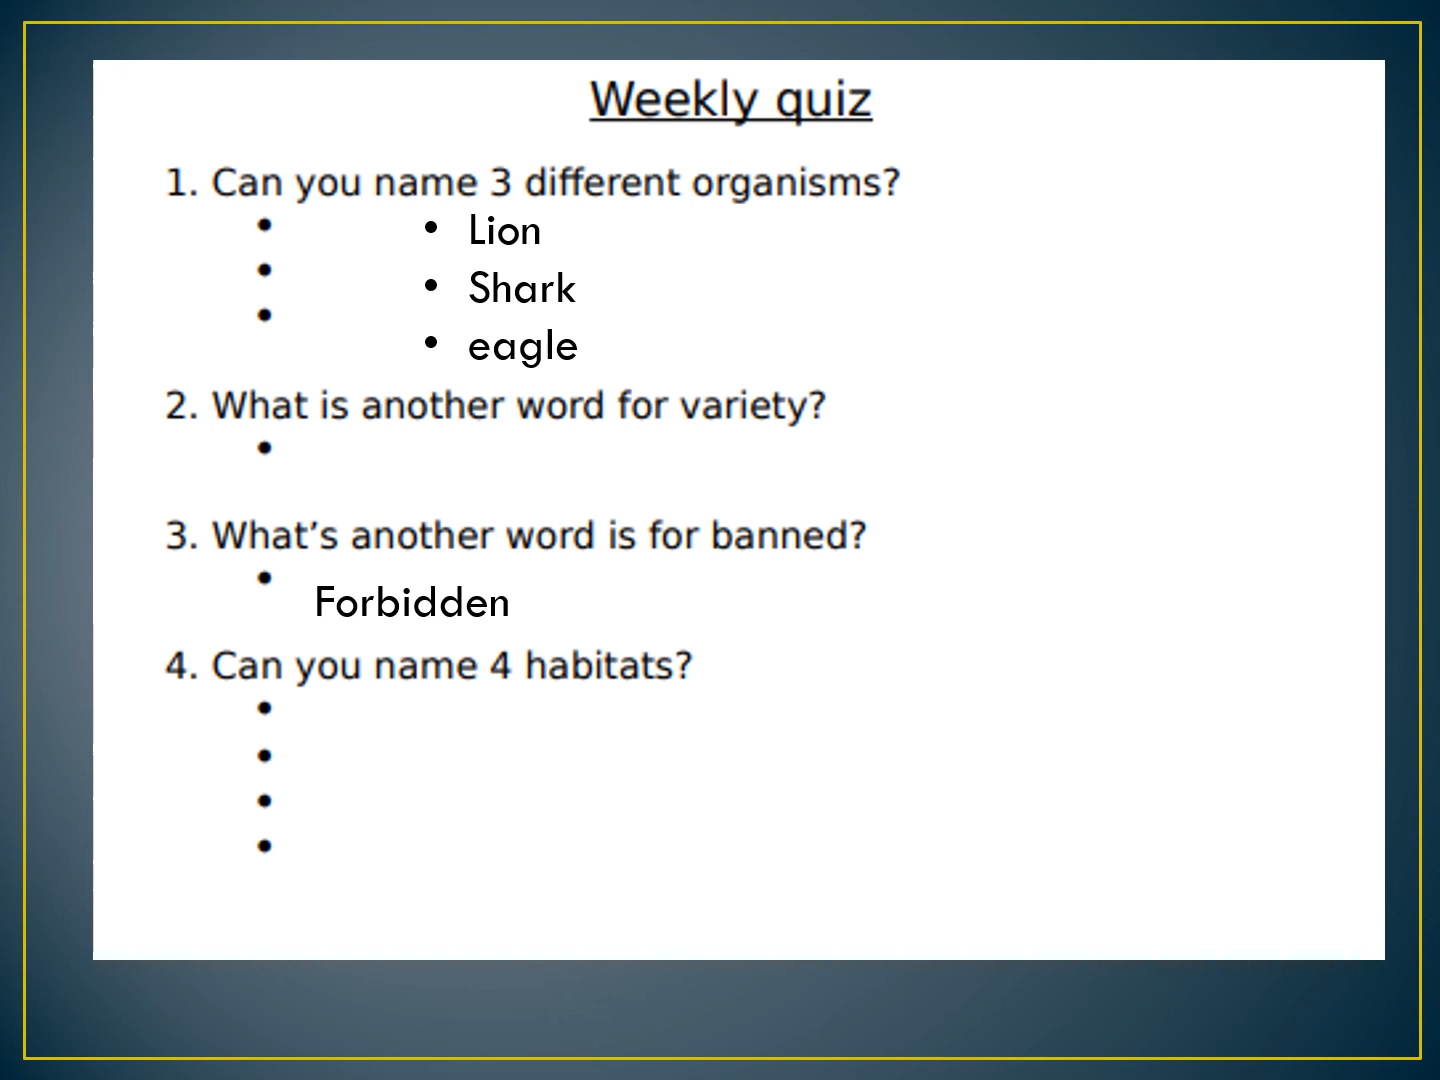 Weekly quiz
1. Can you name 3 different organisms?
• • Lion
• • Shark
• • eagle
2. What is another word for variety?
•
3. What’s another word is for banned?
• Forbidden
4. Can you name 4 habitats?
•
•
•
•